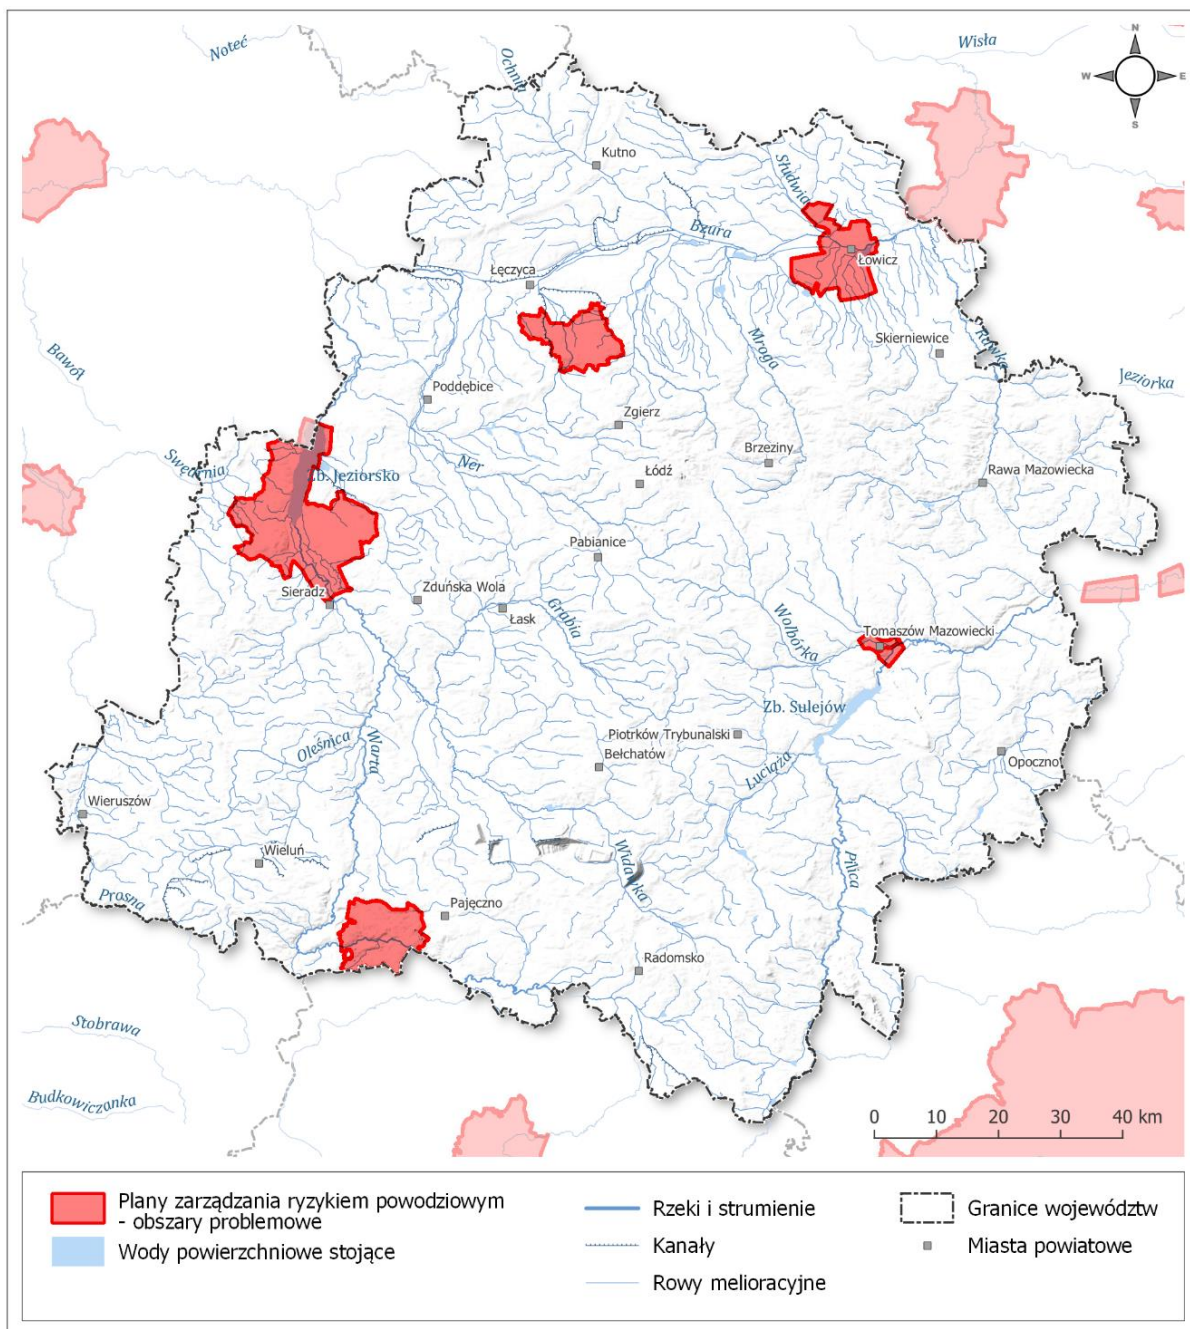 Noteć
Ochnia
Wisła
N
W
E
S
Kutno
Słudwia
Bzura
Łowicz
Łęczyca
Skierniewice
Rawka
Mroga
Bawół
Jeziorka
Poddębice
Zgierz
Brzeziny
Ner
Łódź
Swędrnia
Zb. Jeziorsko
Rawa Mazowiecka
Pabianice
Zduńska Wola
Sieradz
Łask
Grabia
Wolbórka
Tomaszów Mazowiecki
Zb. Sulejów
Oleśnica
Warta
Piotrków Trybunalski
Bełchatów
Luciąża
Opoczno
Wieruszów
Wieluń
Widawka
Pilica
Prosna
Pajęczno
Radomsko
Stobrawa
Budkowiczanka
0 10 20 30 40 km
Plany zarządzania ryzykiem powodziowym
- obszary problemowe
Wody powierzchniowe stojące
Rzeki i strumienie
Kanały
Rowy melioracyjne
Granice województw
Miasta powiatowe